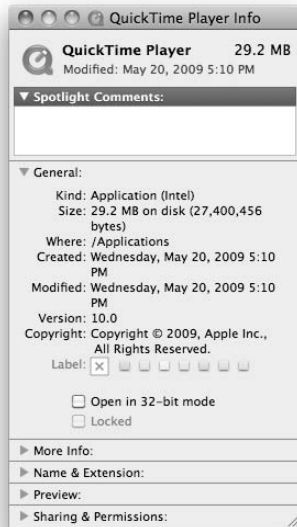 QuickTime Player Info
QuickTime Player 29.2 MB
Modified: May 20, 2009 5:10 PM
▼ Spotlight Comments:
▼ General:
Kind: Application (Intel)
Size: 29.2 MB on disk (27,400,456
bytes)
Where: /Applications
Created: Wednesday, May 20, 2009 5:10
PM
Modified: Wednesday, May 20, 2009 5:10
PM
Version: 10.0
Copyright: Copyright © 2009, Apple Inc.,
All Rights Reserved.
Label:
Open in 32-bit mode
Locked
▶ More Info:
▶ Name & Extension:
▶ Preview:
▶ Sharing & Permissions: